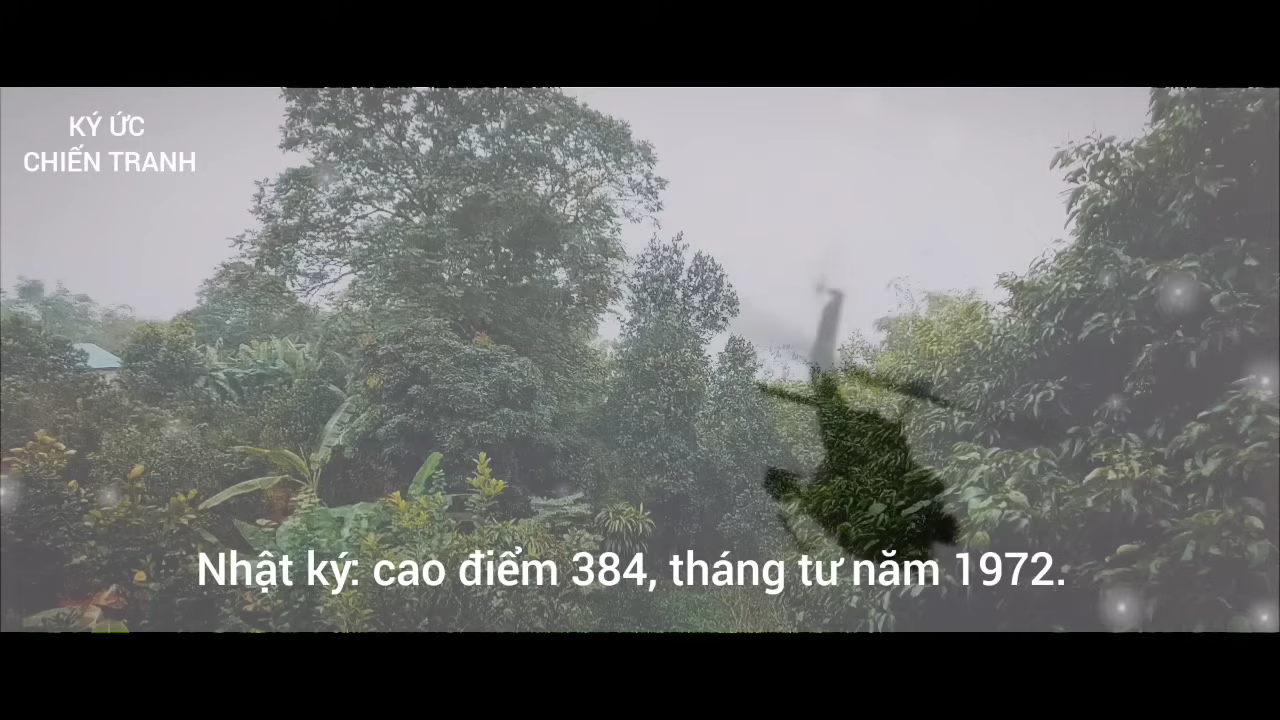 KÝ ỨC
CHIẾN TRANH
Nhật ký: cao điểm 384, tháng tư năm 1972.